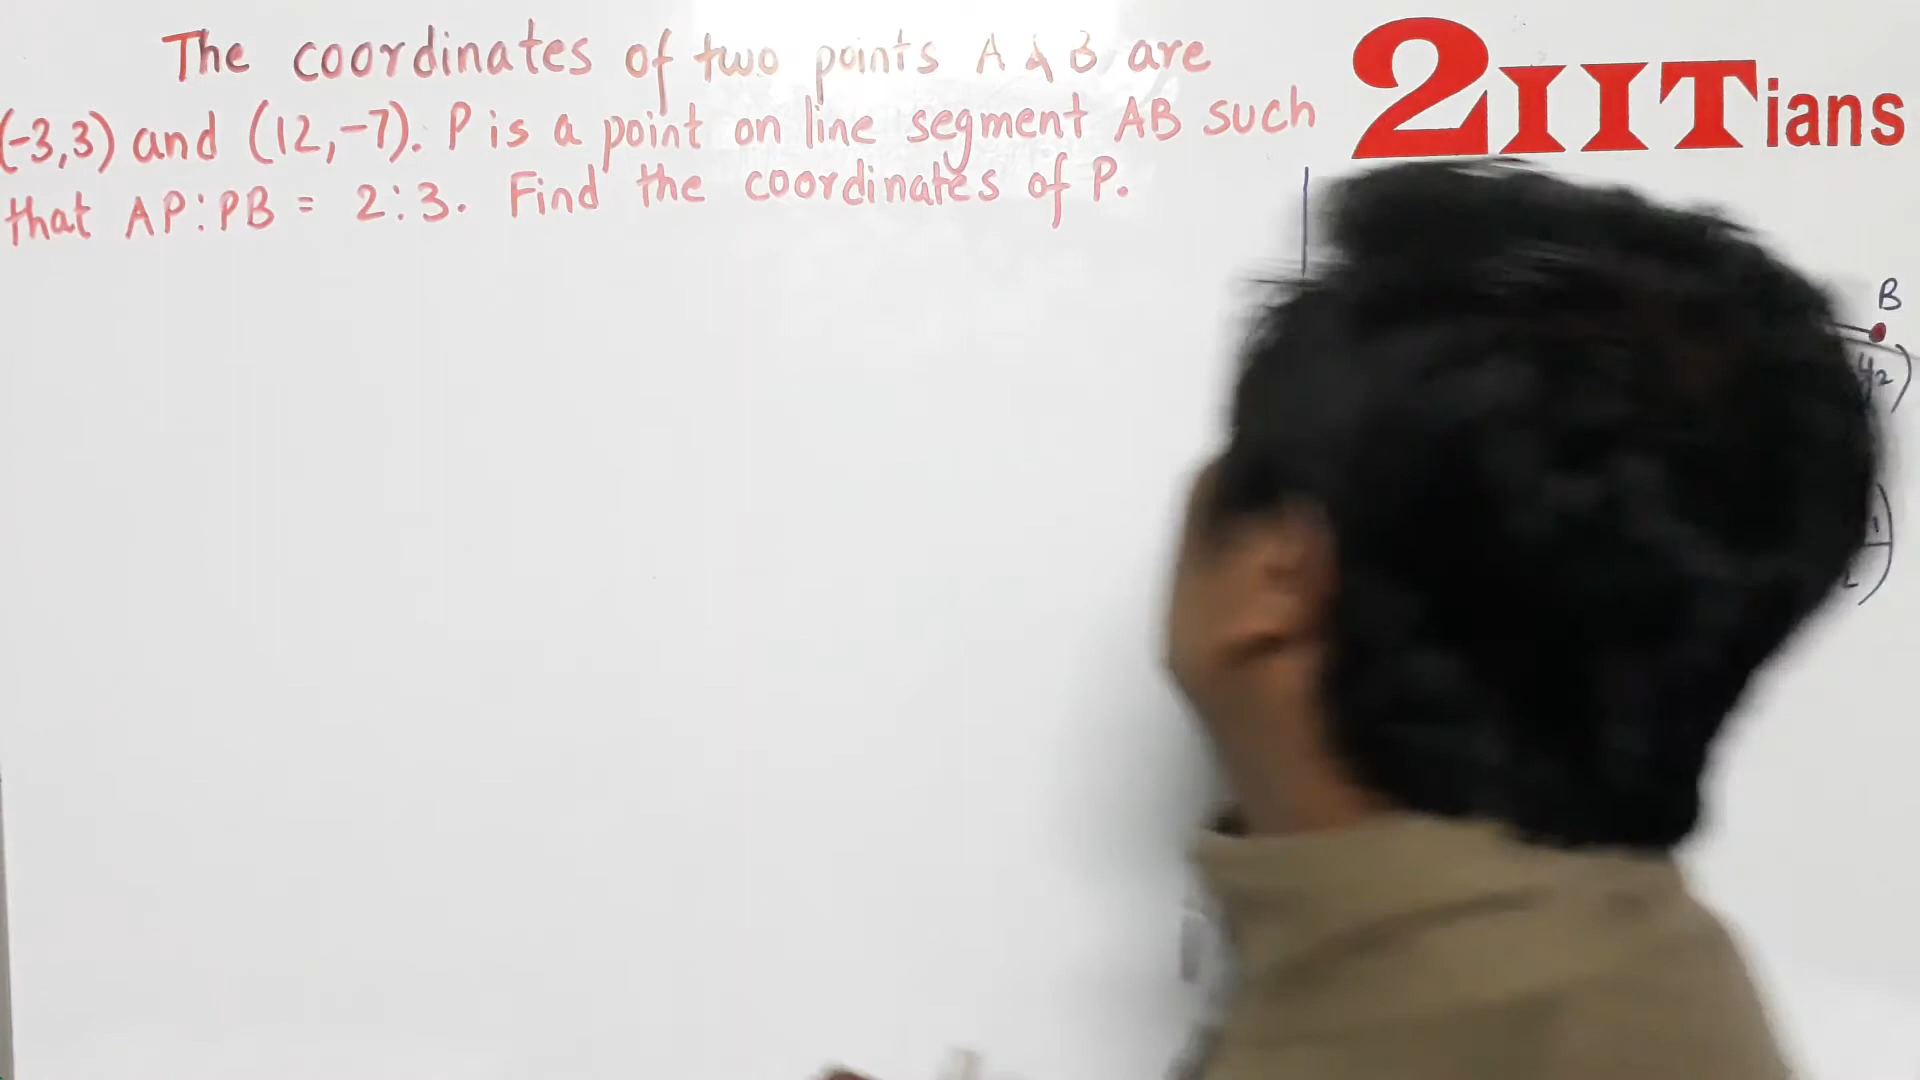 The coordinates of two points A & B are
(-3,3) and (12,-7). P is a point on line segment AB such
that AP:PB = 2:3. Find the coordinates of P.
2IITians
B
y₂)